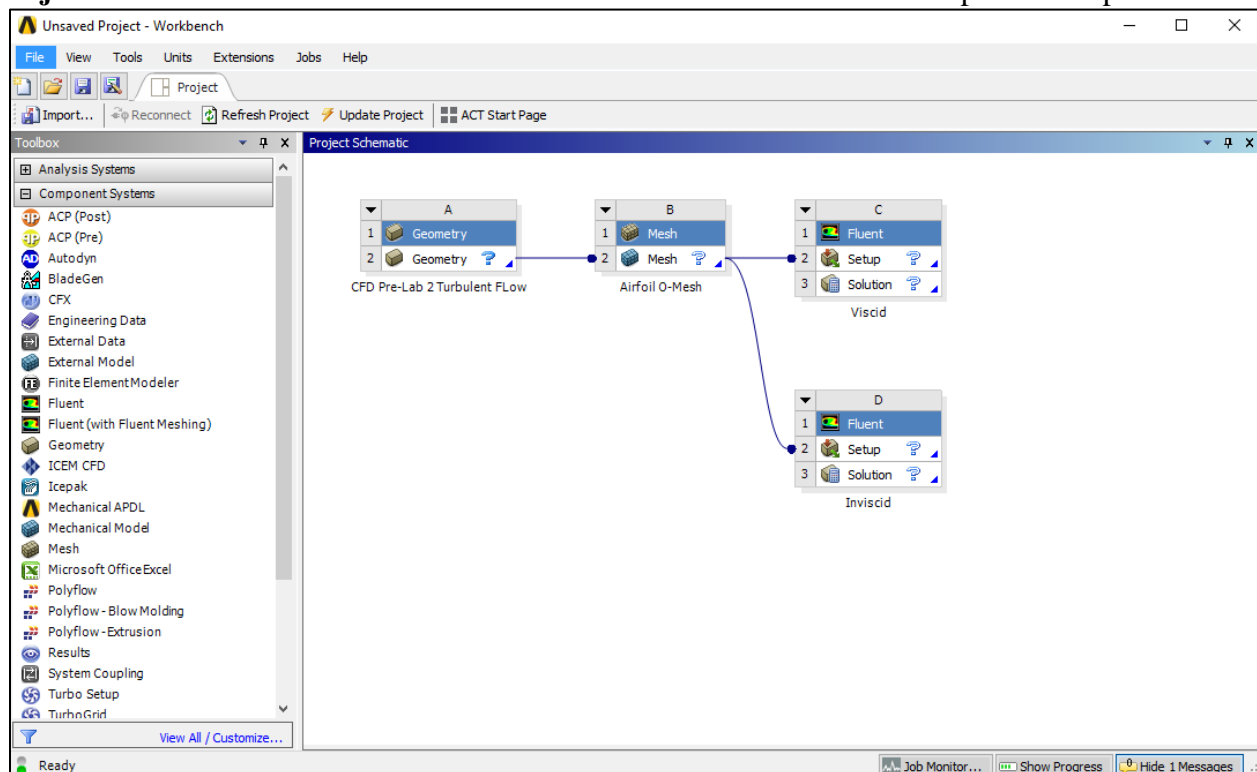 Unsaved Project - Workbench
File View Tools Units Extensions Jobs Help
Project
Import... Reconnect Refresh Project Update Project ACT Start Page
Toolbox
Analysis Systems
Component Systems
ACP (Post)
ACP (Pre)
Autodyn
BladeGen
CFX
Engineering Data
External Data
External Model
Finite Element Modeler
Fluent
Fluent (with Fluent Meshing)
Geometry
ICEM CFD
Icepak
Mechanical APDL
Mechanical Model
Mesh
Microsoft Office Excel
Polyflow
Polyflow - Blow Molding
Polyflow - Extrusion
Results
System Coupling
Turbo Setup
TurboGrid
View All / Customize...
Project Schematic
A
1 Geometry
2 Geometry ?
CFD Pre-Lab 2 Turbulent FLow
B
1 Mesh
2 Mesh ?
Airfoil O-Mesh
C
1 Fluent
2 Setup ?
3 Solution ?
Viscid
D
1 Fluent
2 Setup ?
3 Solution ?
Inviscid
Ready
Job Monitor... Show Progress Hide 1 Messages